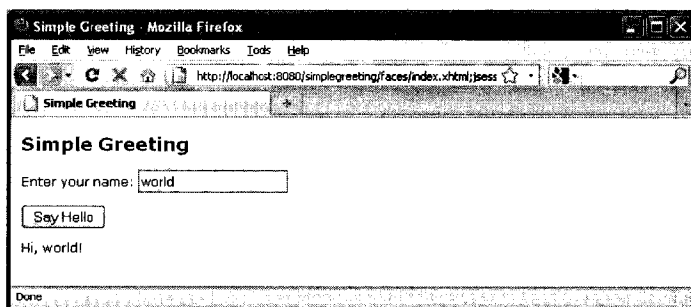 Simple Greeting - Mozilla Firefox
File Edit View History Bookmarks Tools Help
http://localhost:8080/simplegreeting/faces/index.xhtml;jsess
Simple Greeting
Simple Greeting
Enter your name: world
Say Hello
Hi, world!
Done